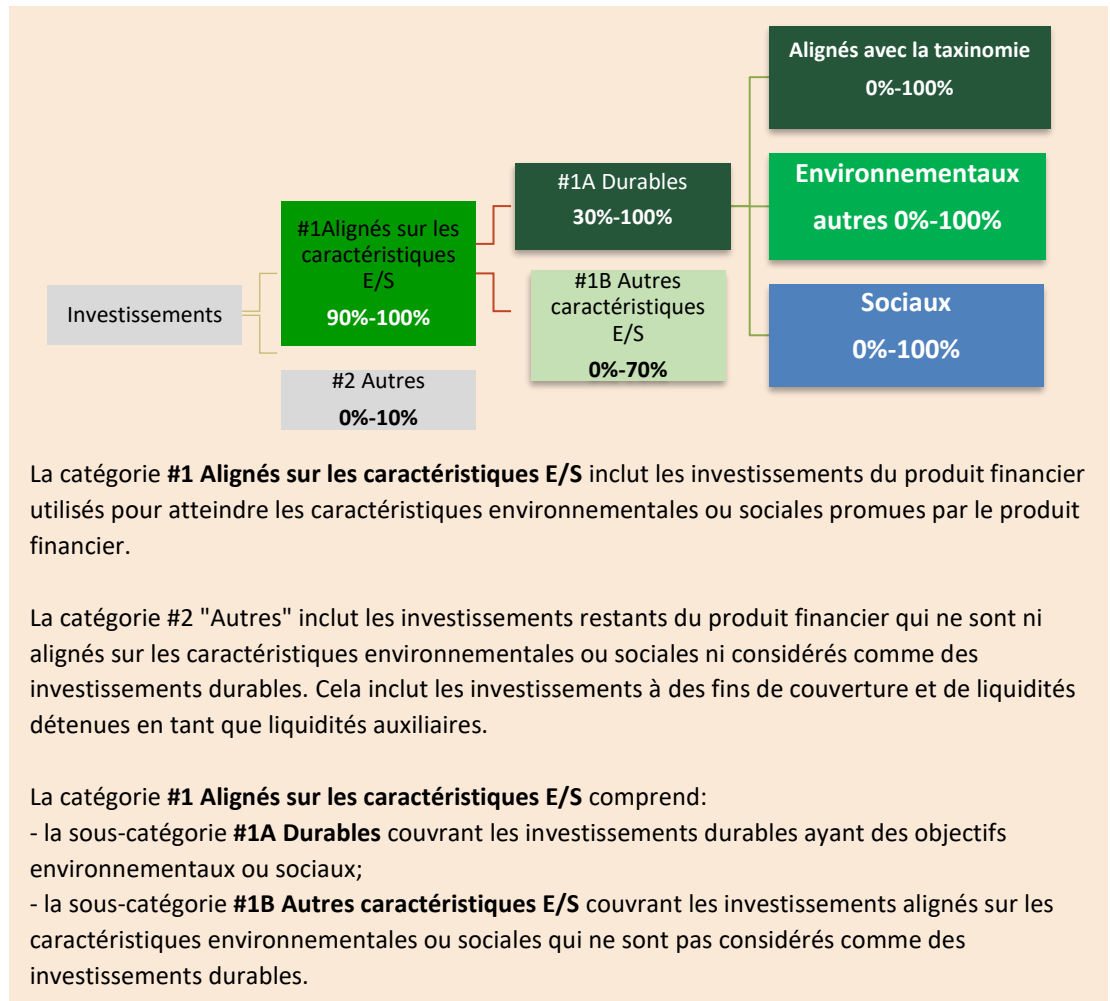 Investissements
#1Alignés sur les
caractéristiques
E/S
90%-100%
#2 Autres
0%-10%
#1A Durables
30%-100%
#1B Autres
caractéristiques
E/S
0%-70%
Alignés avec la taxinomie
0%-100%
Environnementaux
autres 0%-100%
Sociaux
0%-100%
La catégorie #1 Alignés sur les caractéristiques E/S inclut les investissements du produit financier
utilisés pour atteindre les caractéristiques environnementales ou sociales promues par le produit
financier.
La catégorie #2 "Autres" inclut les investissements restants du produit financier qui ne sont ni
alignés sur les caractéristiques environnementales ou sociales ni considérés comme des
investissements durables. Cela inclut les investissements à des fins de couverture et de liquidités
détenues en tant que liquidités auxiliaires.
La catégorie #1 Alignés sur les caractéristiques E/S comprend:
- la sous-catégorie #1A Durables couvrant les investissements durables ayant des objectifs
environnementaux ou sociaux;
- la sous-catégorie #1B Autres caractéristiques E/S couvrant les investissements alignés sur les
caractéristiques environnementales ou sociales qui ne sont pas considérés comme des
investissements durables.